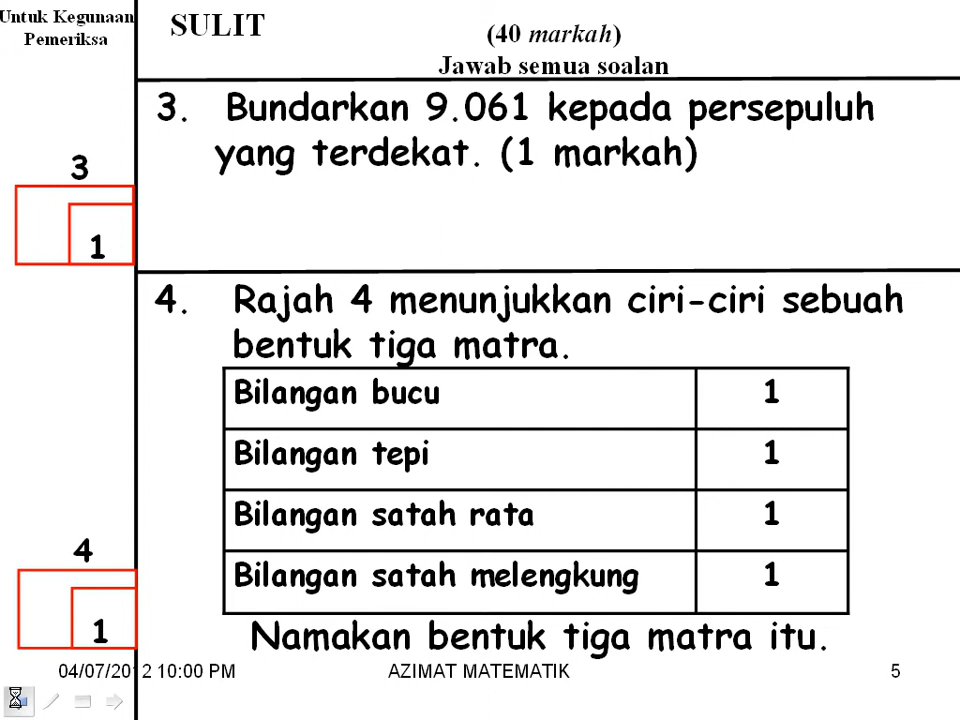 Untuk Kegunaan
Pemeriksa
SULIT
(40 markah)
Jawab semua soalan
3. Bundarkan 9.061 kepada persepuluh
yang terdekat. (1 markah)
3
1
4. Rajah 4 menunjukkan ciri-ciri sebuah
bentuk tiga matra.
Bilangan bucu 1
Bilangan tepi 1
Bilangan satah rata 1
Bilangan satah melengkung 1
4
1
Namakan bentuk tiga matra itu.
04/07/2012 10:00 PM AZIMAT MATEMATIK 5